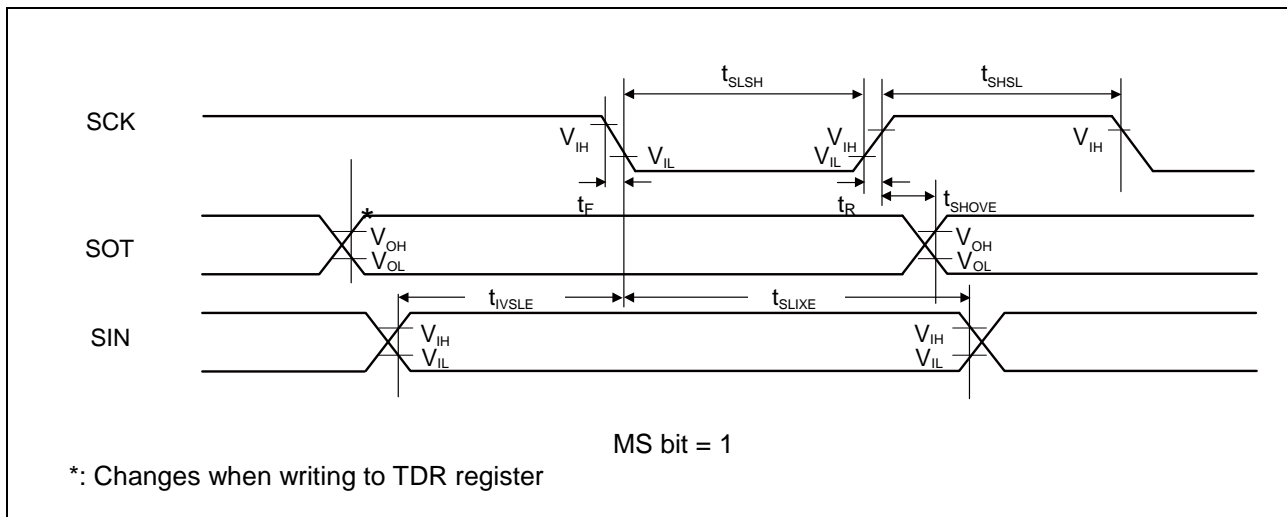 tSLSH tSHSL
SCK
VIH VIL VIH VIL VIH
tF tR tSHOVE
*
SOT
VOH VOH
VOL VOL
tIVSLE tSLIXE
SIN
VIH VIH
VIL VIL
MS bit = 1
*: Changes when writing to TDR register